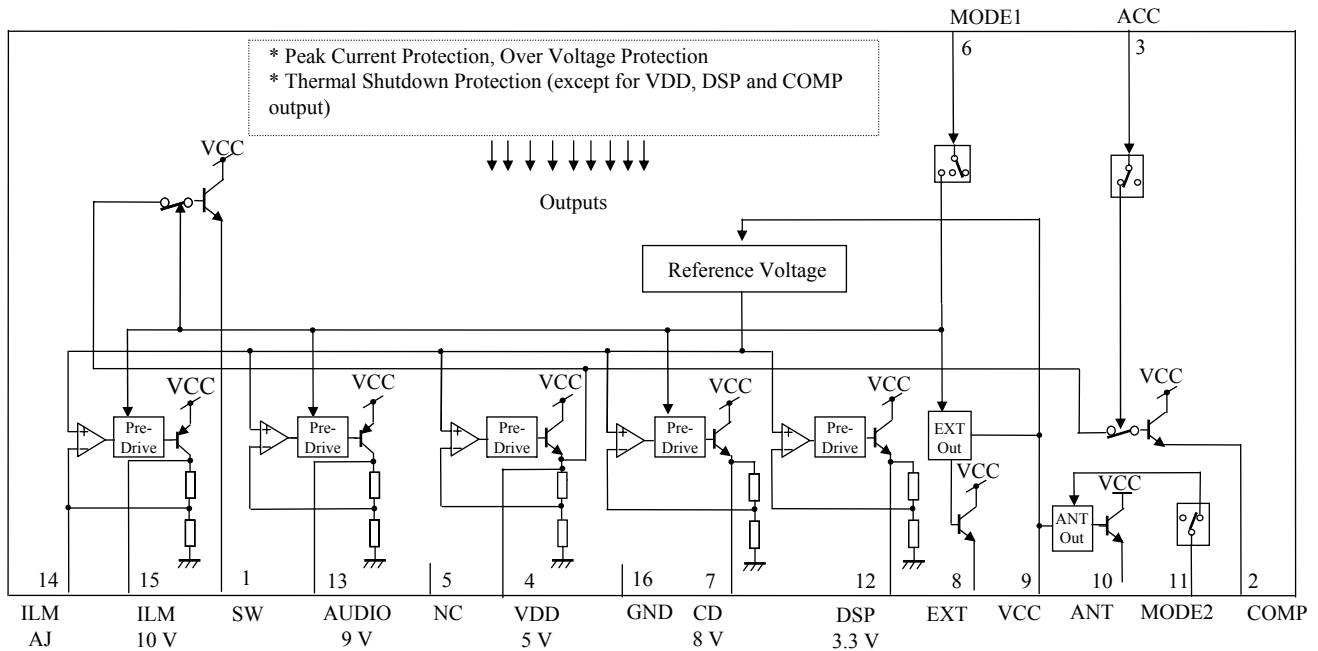 MODE1 ACC
6 3
* Peak Current Protection, Over Voltage Protection
* Thermal Shutdown Protection (except for VDD, DSP and COMP
output)
VCC
Outputs
Reference Voltage
VCC VCC VCC VCC VCC VCC
+ − Pre-Drive
+ − Pre-Drive
+ − Pre-Drive
+ − Pre-Drive
+ − Pre-Drive
EXT
Out
VCC
VCC
ANT
Out
14 15 1 13 5 4 16 7 12 8 9 10 11 2
ILM ILM SW AUDIO NC VDD GND CD DSP EXT VCC ANT MODE2 COMP
AJ 10 V 9 V 5 V 8 V 3.3 V